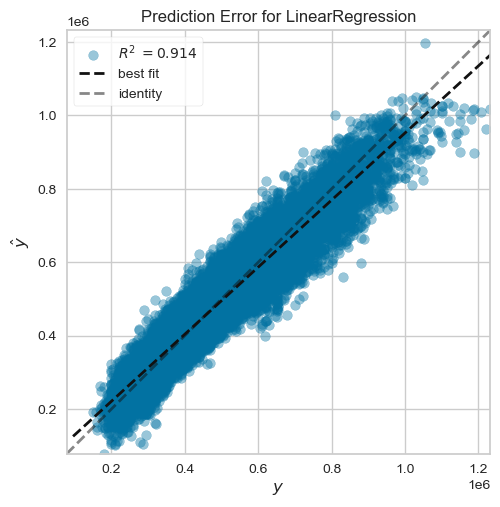 Prediction Error for LinearRegression
1e6
R² = 0.914
best fit
identity
1.2
1.0
0.8
0.6
0.4
0.2
ŷ
0.2 0.4 0.6 0.8 1.0 1.2
1e6
y